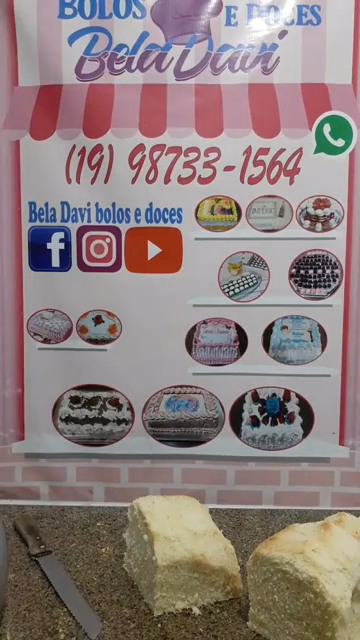 BOLOS E DOCES
Bela Davi
(19) 98733-1564
Bela Davi bolos e doces